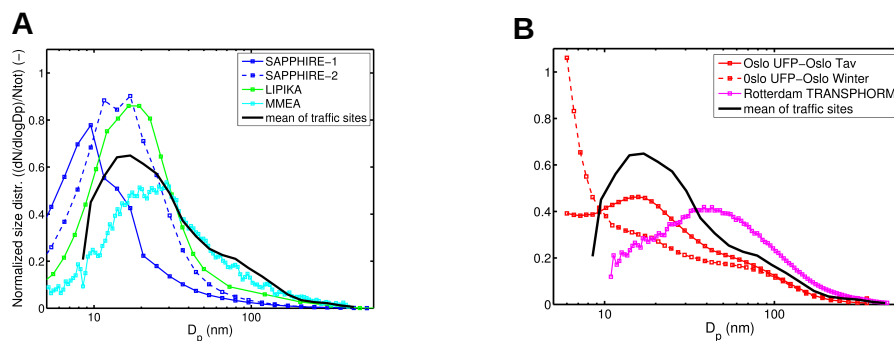 A
Normalized size distr. ((dN/dlogDp)/Ntot) (−)
1
0.8
0.6
0.4
0.2
0
SAPPHIRE−1
SAPPHIRE−2
LIPIKA
MMEA
mean of traffic sites
10
100
Dp (nm)
B
1
0.8
0.6
0.4
0.2
0
Oslo UFP−Oslo Tav
0slo UFP−Oslo Winter
Rotterdam TRANSPHORM
mean of traffic sites
10
100
Dp (nm)